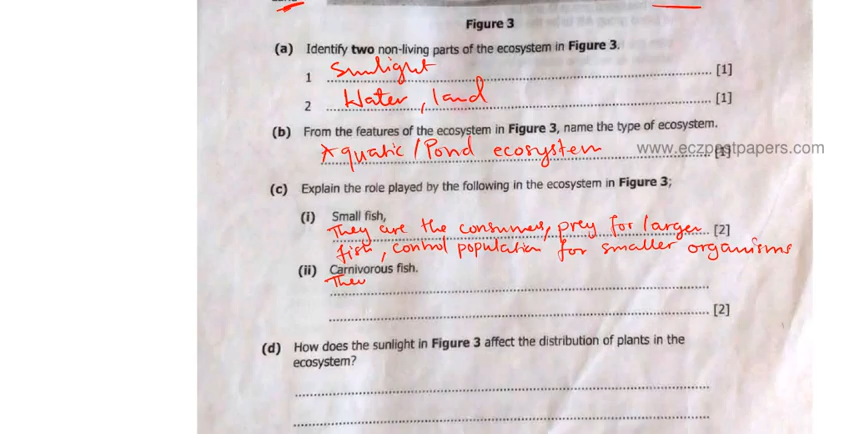 Figure 3
(a) Identify two non-living parts of the ecosystem in Figure 3.
1 Sunlight [1]
2 Water, land [1]
(b) From the features of the ecosystem in Figure 3, name the type of ecosystem.
Aquatic/Pond ecosystem [1]
www.eczpastpapers.com
(c) Explain the role played by the following in the ecosystem in Figure 3;
(i) Small fish,
They are the consumers, prey for larger [2]
fish, control population for smaller organisms
(ii) Carnivorous fish.
The
[2]
(d) How does the sunlight in Figure 3 affect the distribution of plants in the
ecosystem?